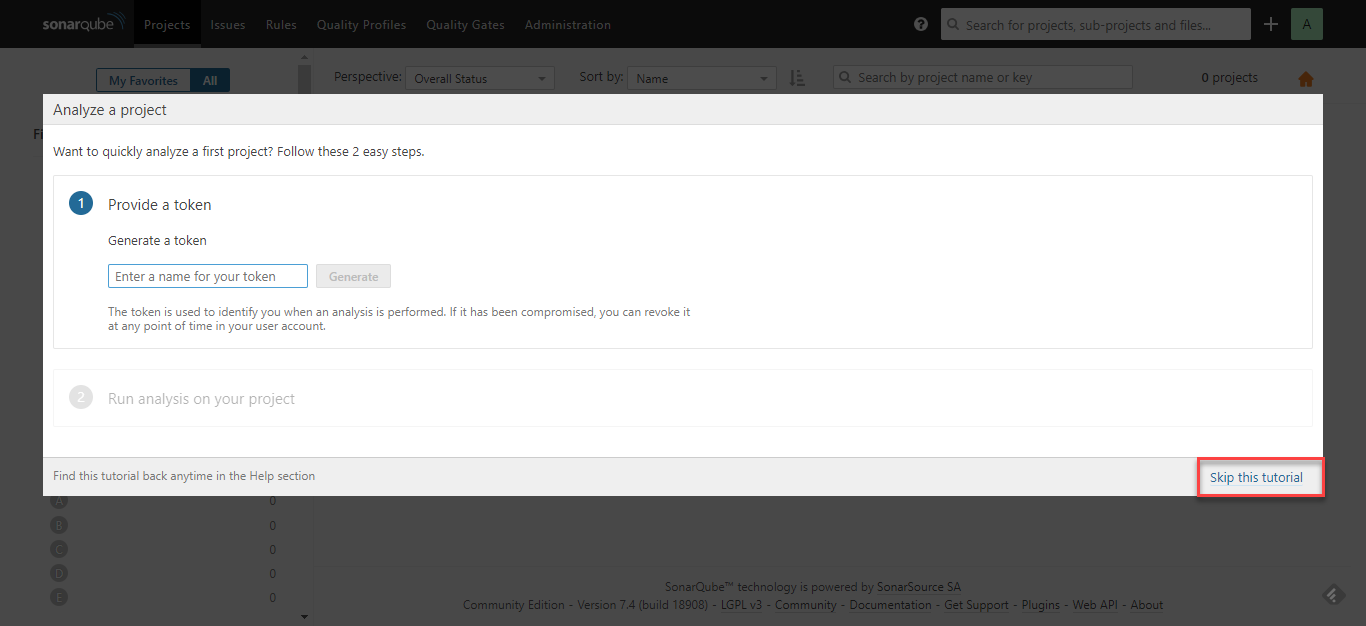 sonarqube Projects Issues Rules Quality Profiles Quality Gates Administration ? Search for projects, sub-projects and files... + A
My Favorites All Perspective: Overall Status Sort by: Name Search by project name or key 0 projects
Analyze a project
Want to quickly analyze a first project? Follow these 2 easy steps.
1 Provide a token
Generate a token
Enter a name for your token Generate
The token is used to identify you when an analysis is performed. If it has been compromised, you can revoke it
at any point of time in your user account.
2 Run analysis on your project
Find this tutorial back anytime in the Help section Skip this tutorial
A 0
B 0
C 0
D 0
E 0
SonarQube™ technology is powered by SonarSource SA
Community Edition - Version 7.4 (build 18908) - LGPL v3 - Community - Documentation - Get Support - Plugins - Web API - About